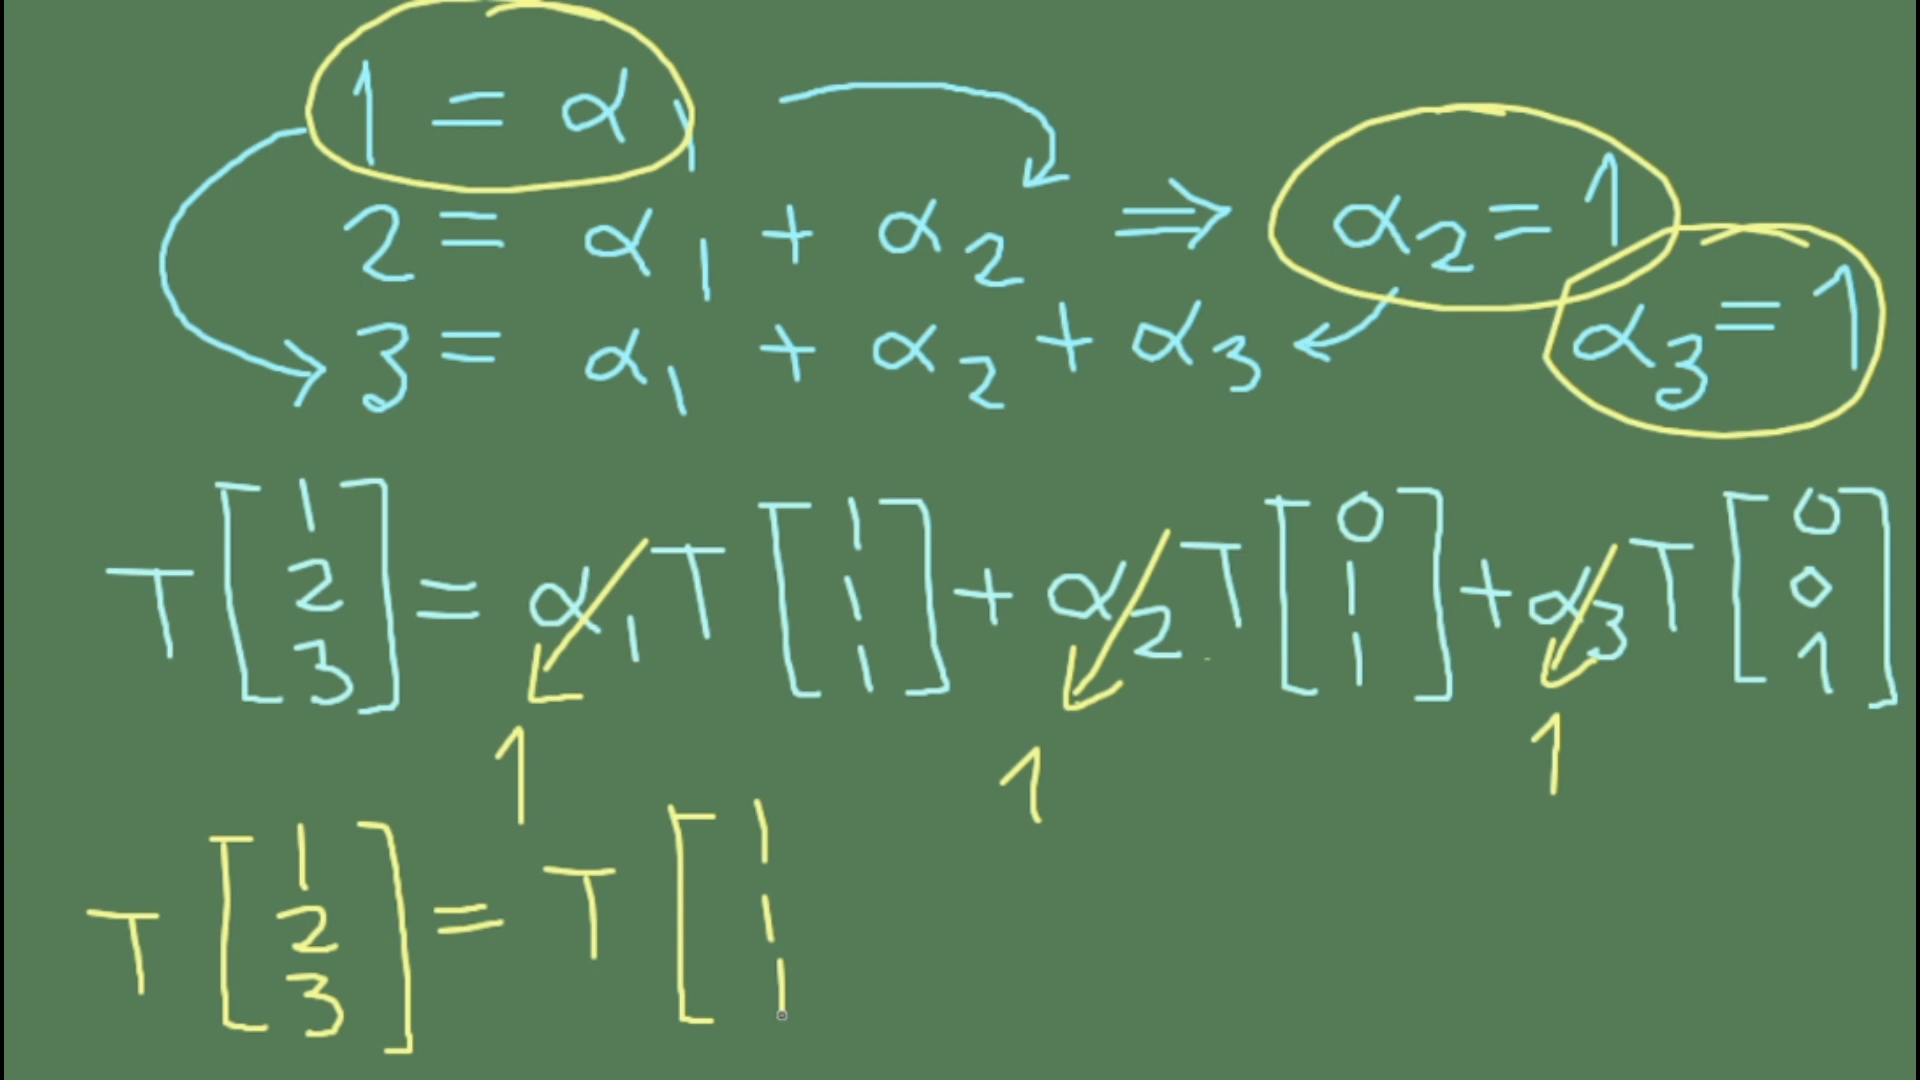 1 = α₁
2 = α₁ + α₂ ⇒ α₂ = 1
3 = α₁ + α₂ + α₃ α₃ = 1
T [1 2 3] = α₁ T [1 1 1] + α₂ T [0 1 1] + α₃ T [0 0 1]
1 1 1
T [1 2 3] = T [1 1 1